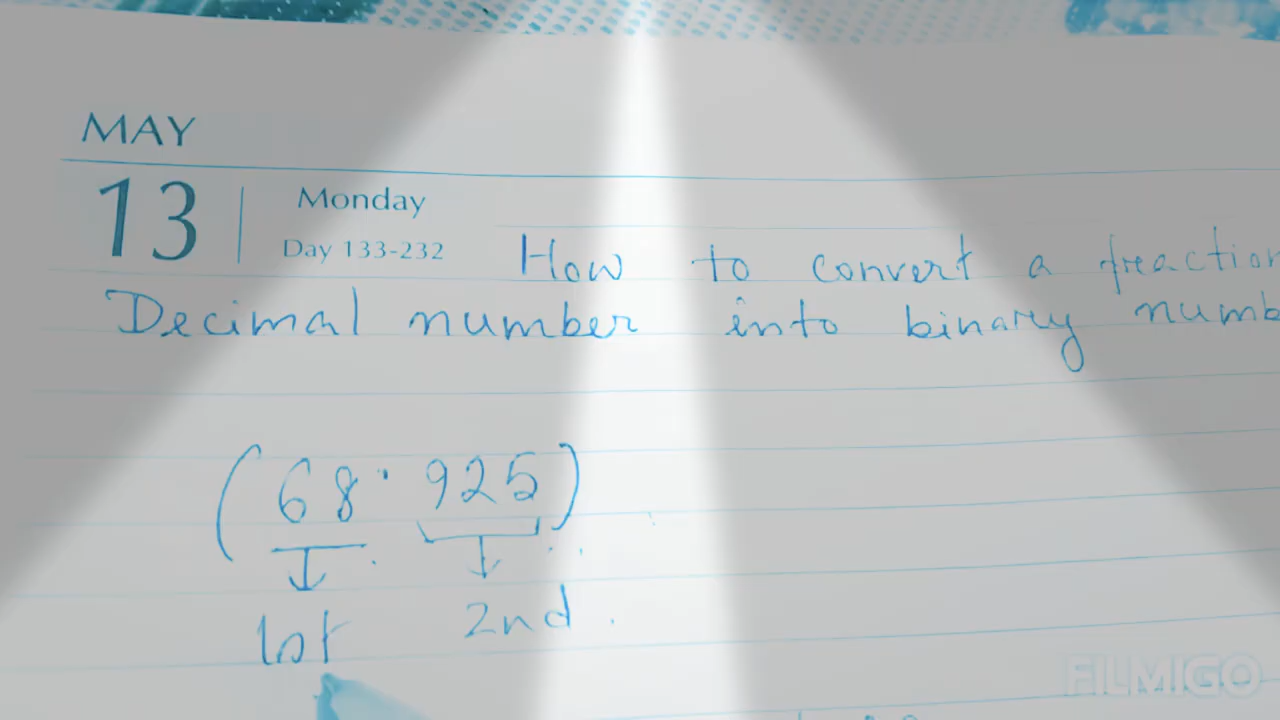 MAY
13
Monday
Day 133-232
How to convert a fraction
Decimal number into binary numb
(68.925)
1st 2nd.
FILMIGO